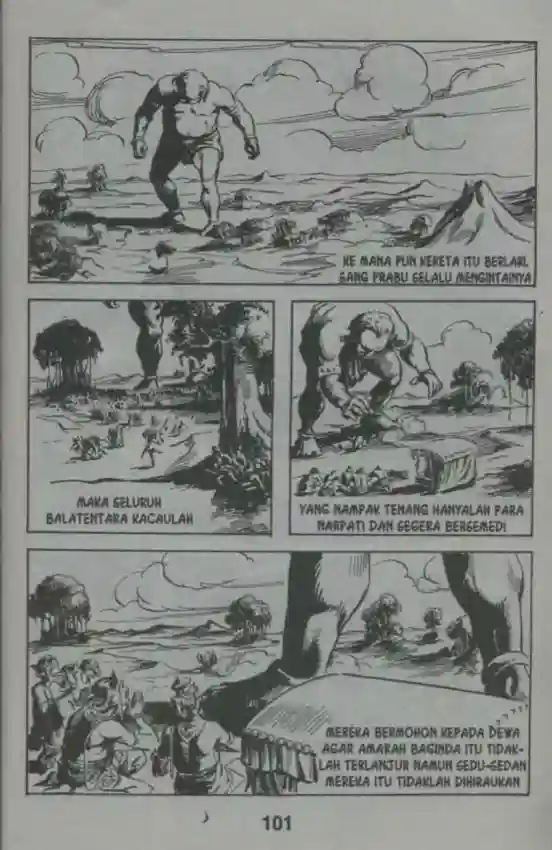 KE MANA PUN KERETA ITU BERLARI,
SANG PRABU SELALU MENGINTAINYA
MAKA SELURUH
BALATENTARA KACAULAH
YANG NAMPAK TENANG HANYALAH PARA
NARPATI DAN SEGERA BERSEMEDI
MEREKA BERMOHON KEPADA DEWA
AGAR AMARAH BAGINDA ITU TIDAK-
LAH TERLANJUR NAMUN SEDU-SEDAN
MEREKA ITU TIDAKLAH DIHIRAUKAN
101